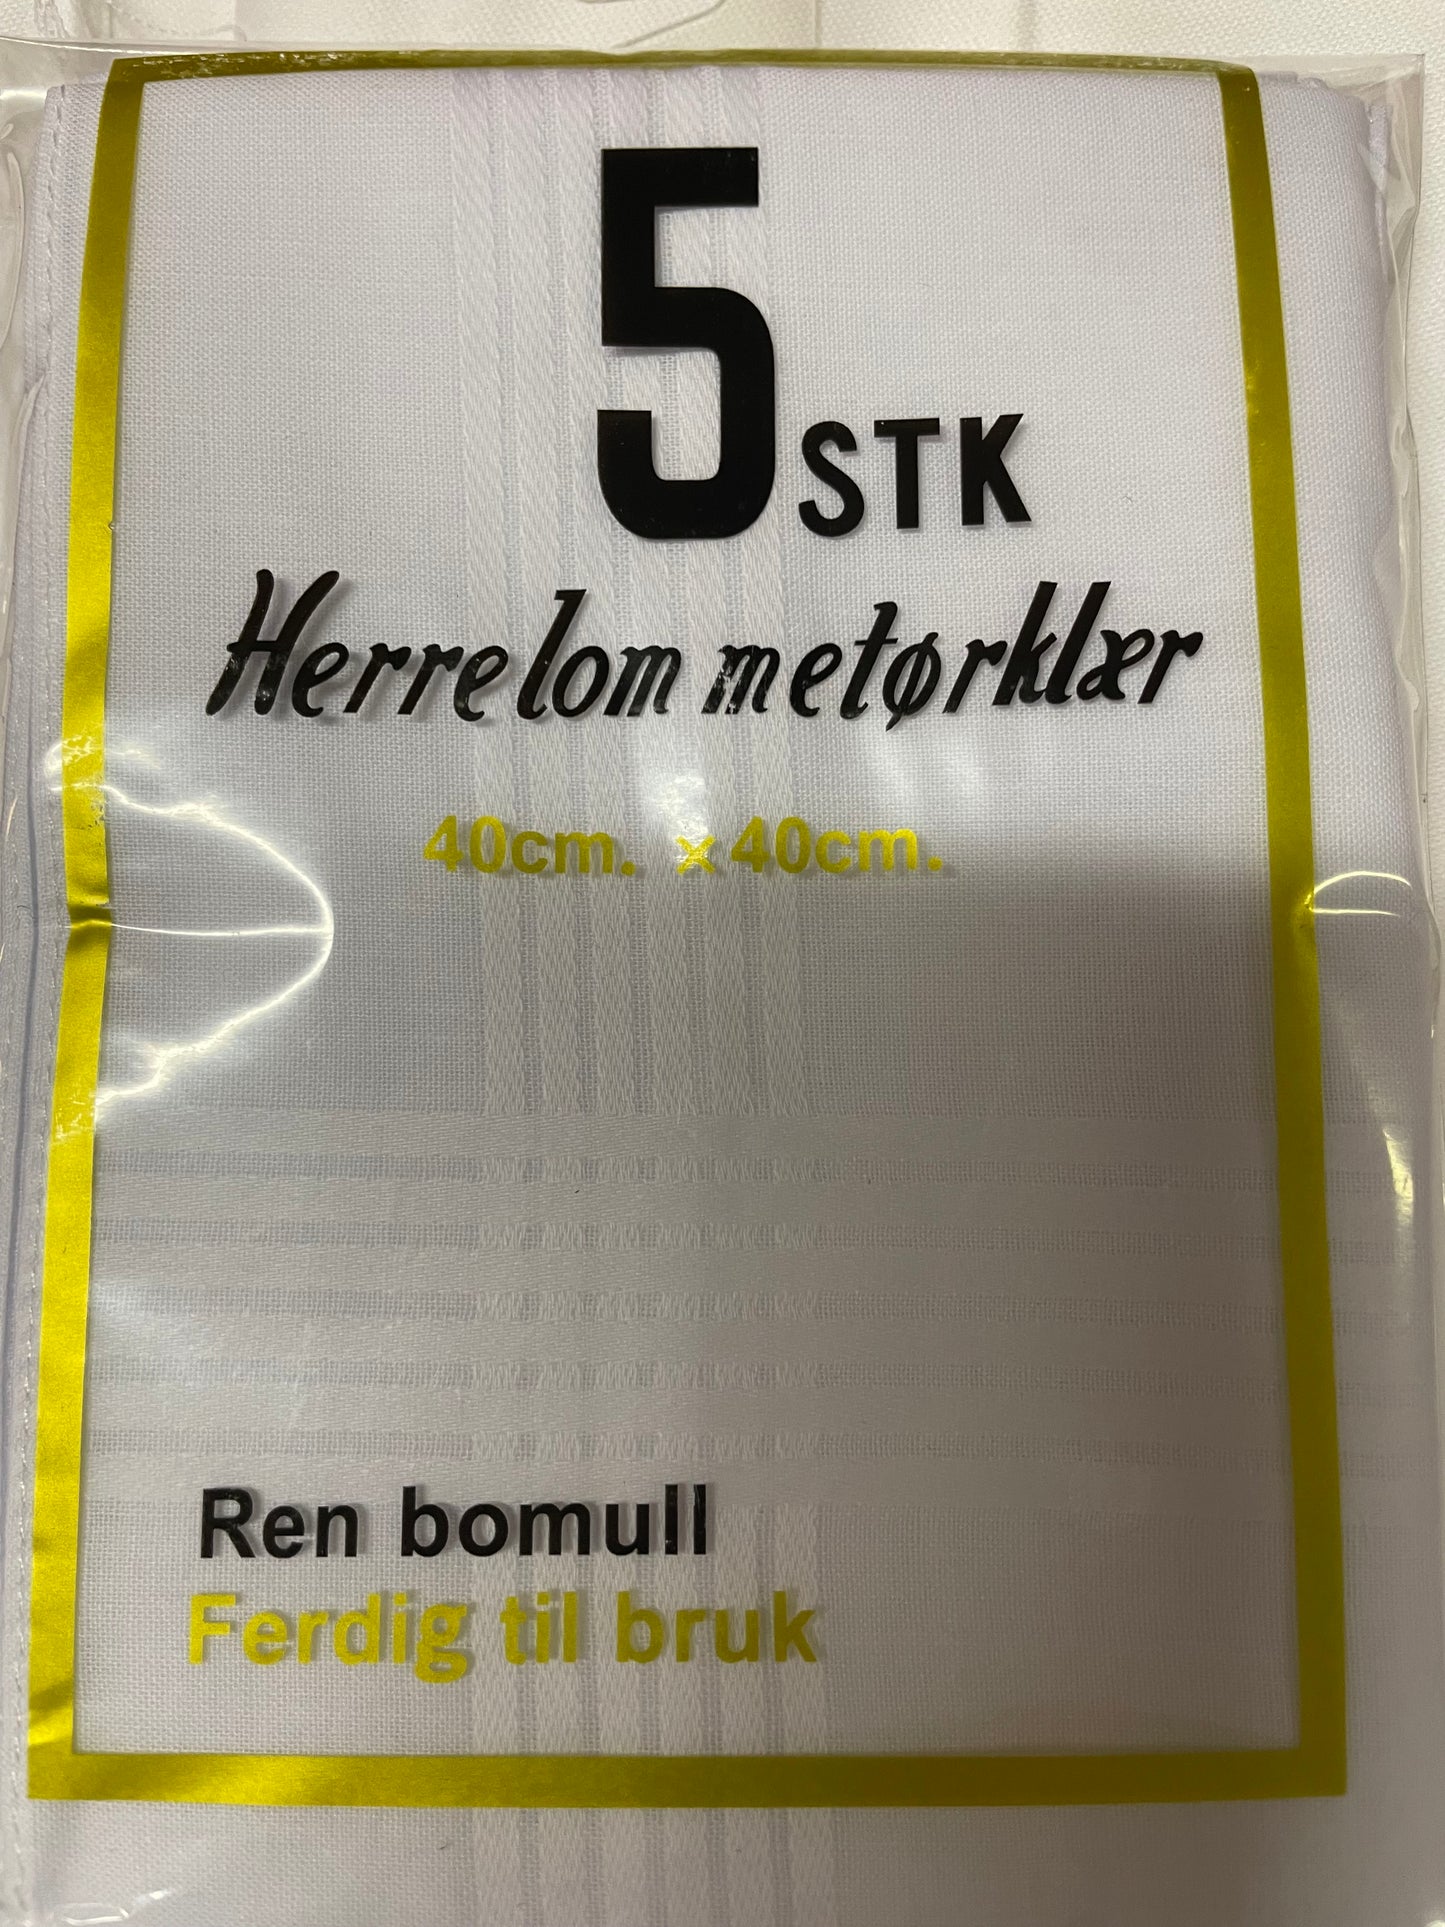 5 STK
Herrelommetørklær
40cm. x 40cm.
Ren bomull
Ferdig til bruk